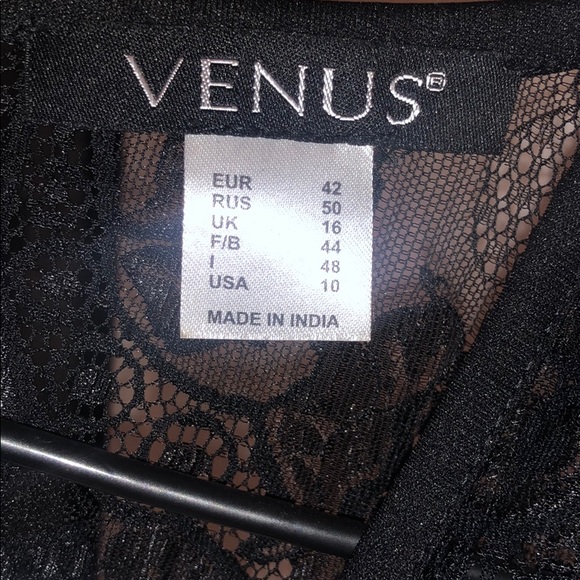 VENUS®
EUR 42
RUS 50
UK 16
F/B 44
I 48
USA 10
MADE IN INDIA